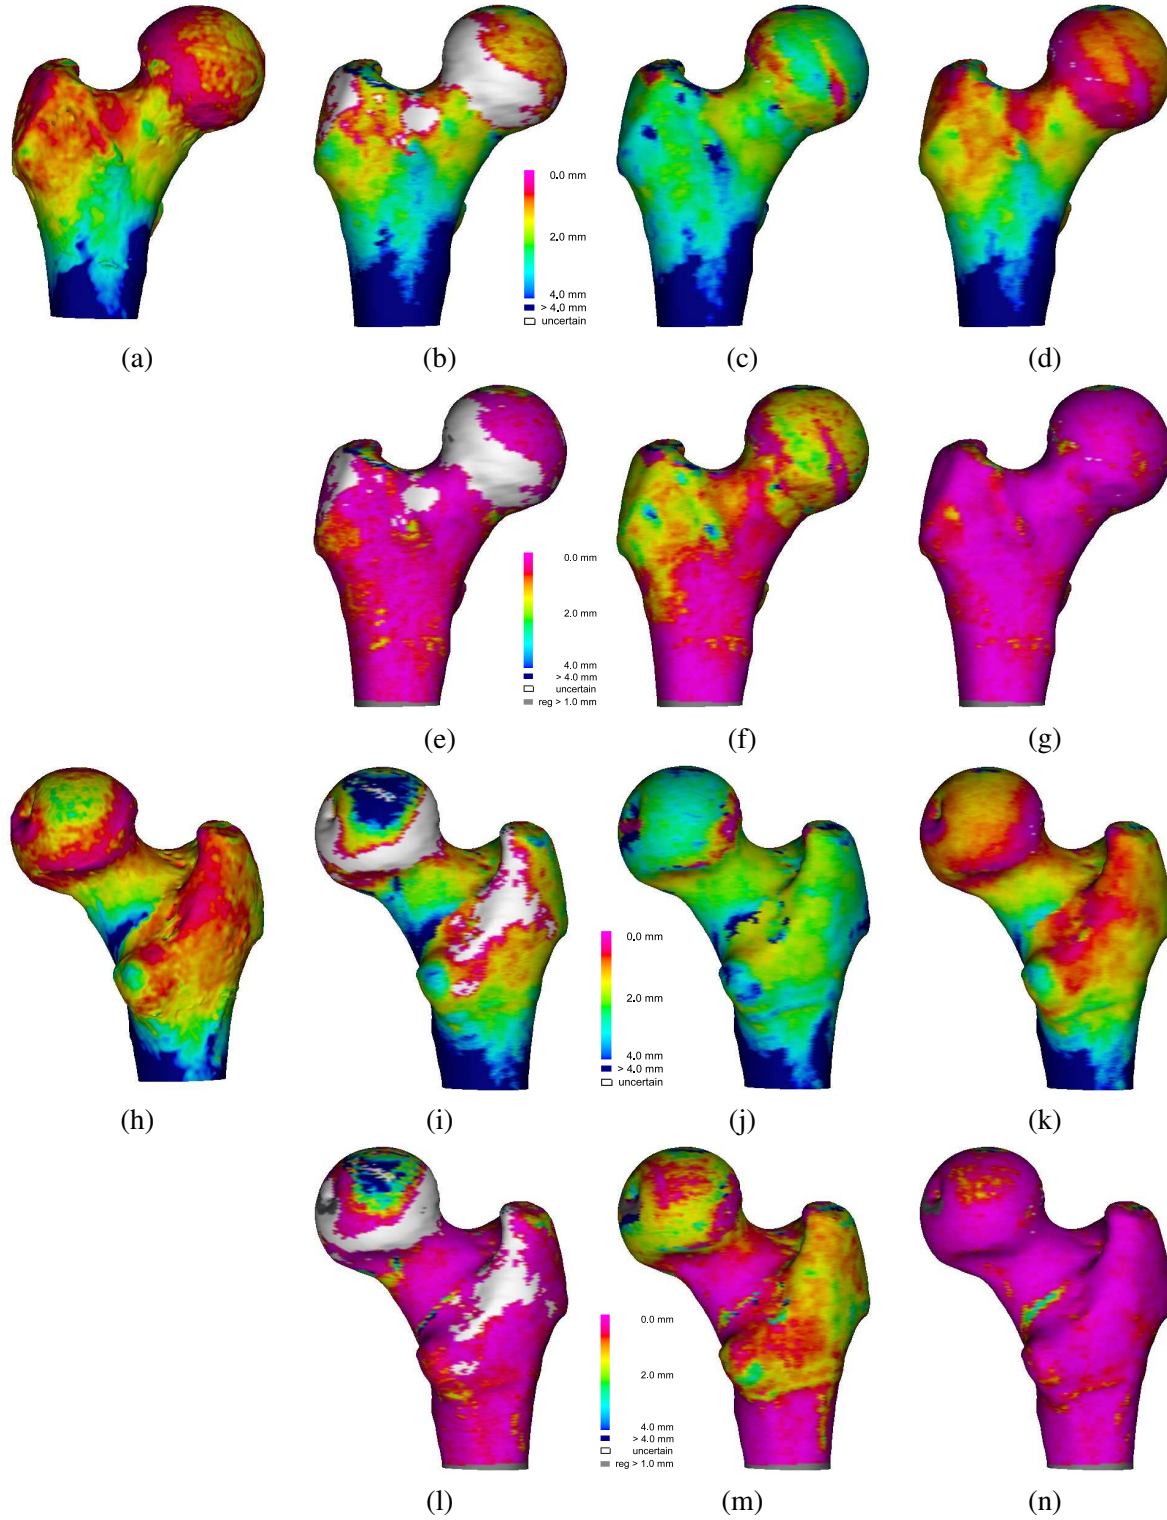 0.0 mm
2.0 mm
4.0 mm
> 4.0 mm
uncertain
(a)
(b)
(c)
(d)
0.0 mm
2.0 mm
4.0 mm
> 4.0 mm
uncertain
reg > 1.0 mm
(e)
(f)
(g)
0.0 mm
2.0 mm
4.0 mm
> 4.0 mm
uncertain
(h)
(i)
(j)
(k)
0.0 mm
2.0 mm
4.0 mm
> 4.0 mm
uncertain
reg > 1.0 mm
(l)
(m)
(n)